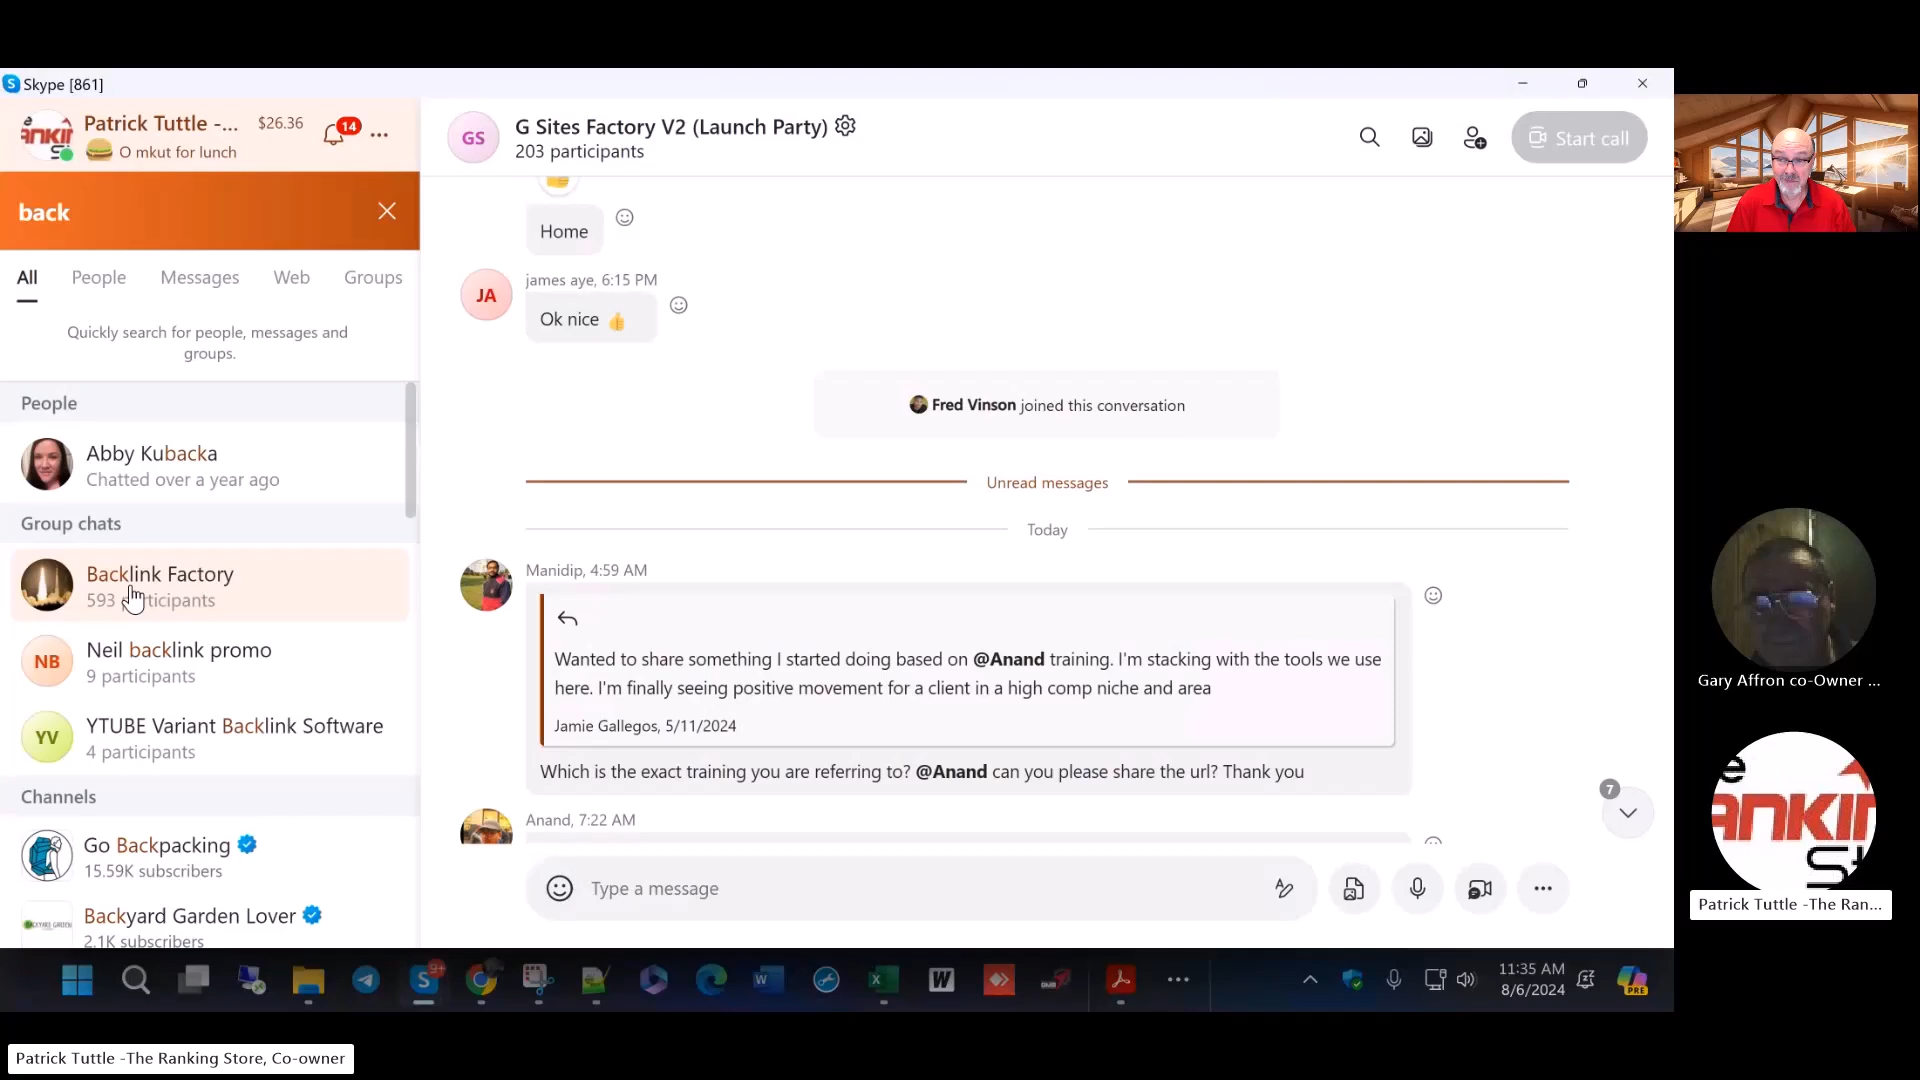 Skype [861]
Patrick Tuttle -...
$26.36
14
O mkut for lunch
back
All
People
Messages
Web
Groups
Quickly search for people, messages and
groups.
People
Abby Kubacka
Chatted over a year ago
Group chats
Backlink Factory
593 participants
NB
Neil backlink promo
9 participants
YV
YTUBE Variant Backlink Software
4 participants
Channels
Go Backpacking
15.59K subscribers
Backyard Garden Lover
2.1K subscribers
GS
G Sites Factory V2 (Launch Party)
203 participants
Start call
Home
james aye, 6:15 PM
JA
Ok nice
Fred Vinson joined this conversation
Unread messages
Today
Manidip, 4:59 AM
Wanted to share something I started doing based on @Anand training. I'm stacking with the tools we use
here. I'm finally seeing positive movement for a client in a high comp niche and area
Jamie Gallegos, 5/11/2024
Which is the exact training you are referring to? @Anand can you please share the url? Thank you
7
Anand, 7:22 AM
Type a message
9+
11:35 AM
8/6/2024
PRE
Gary Affron co-Owner ...
Patrick Tuttle -The Ran...
Patrick Tuttle -The Ranking Store, Co-owner